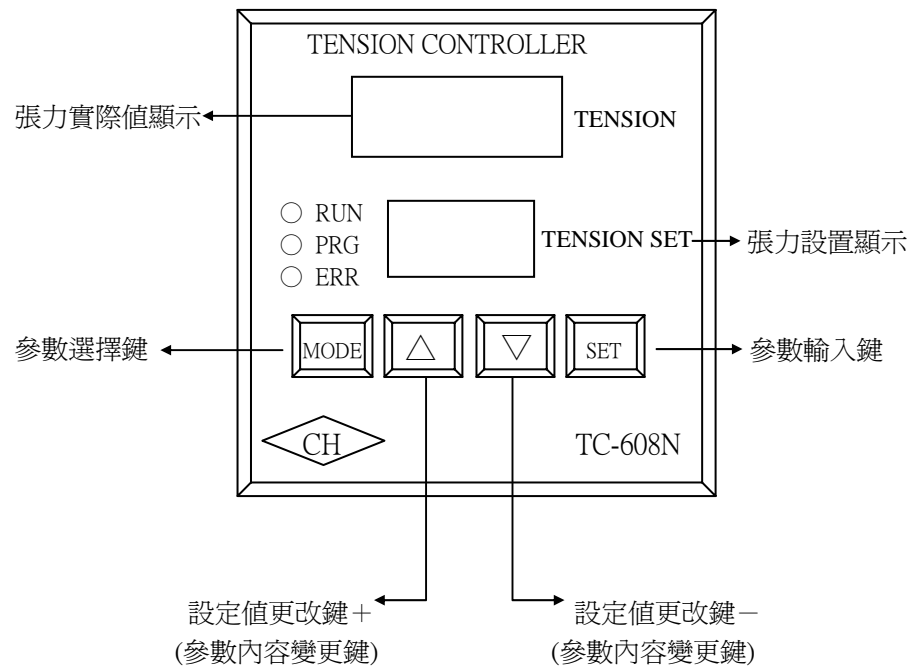 TENSION CONTROLLER
張力實際值顯示
TENSION
RUN
PRG
ERR
TENSION SET
張力設置顯示
參數選擇鍵
MODE
△
▽
SET
參數輸入鍵
CH
TC-608N
設定值更改鍵＋
(參數內容變更鍵)
設定值更改鍵－
(參數內容變更鍵)